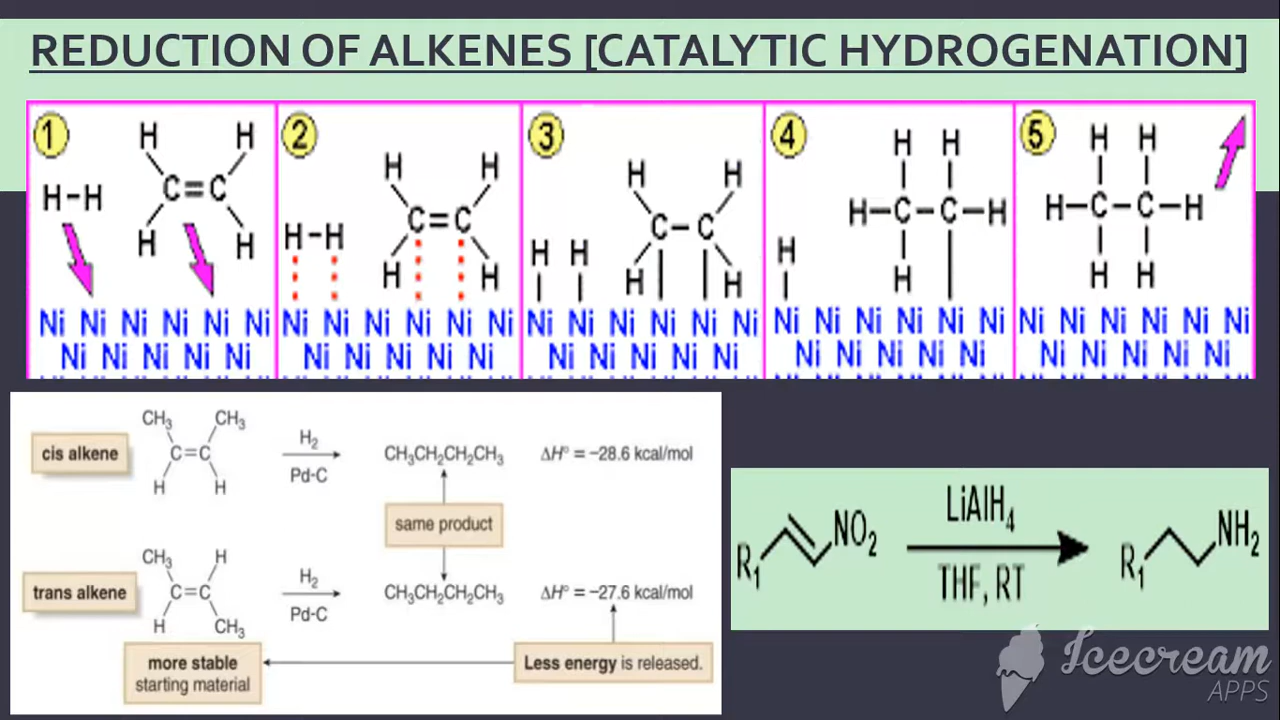 REDUCTION OF ALKENES [CATALYTIC HYDROGENATION]
1
H-H
H H
C=C
H H
Ni Ni Ni Ni Ni Ni
Ni Ni Ni Ni Ni
2
H-H
H H
C=C
H H
Ni Ni Ni Ni Ni Ni
Ni Ni Ni Ni Ni
3
H H
H H
C-C
H H
Ni Ni Ni Ni Ni Ni
Ni Ni Ni Ni Ni
4
H
H H
H-C-C-H
H
Ni Ni Ni Ni Ni Ni
Ni Ni Ni Ni Ni
5
H H
H-C-C-H
H H
Ni Ni Ni Ni Ni Ni
Ni Ni Ni Ni Ni
cis alkene
CH₃ CH₃
C=C
H H
H₂
Pd-C
CH₃CH₂CH₂CH₃
ΔH° = −28.6 kcal/mol
same product
trans alkene
CH₃ H
C=C
H CH₃
H₂
Pd-C
CH₃CH₂CH₂CH₃
ΔH° = −27.6 kcal/mol
more stable
starting material
Less energy is released.
R₁
NO₂
LiAlH₄
THF, RT
R₁
NH₂
Icecream
APPS